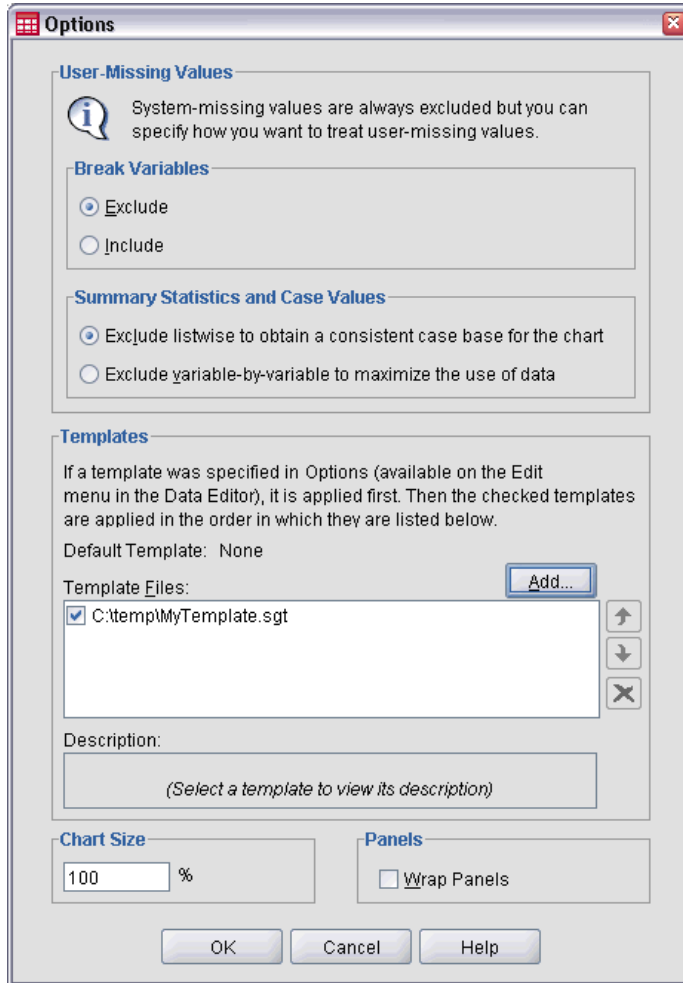 Options
User-Missing Values
System-missing values are always excluded but you can
specify how you want to treat user-missing values.
Break Variables
Exclude
Include
Summary Statistics and Case Values
Exclude listwise to obtain a consistent case base for the chart
Exclude variable-by-variable to maximize the use of data
Templates
If a template was specified in Options (available on the Edit
menu in the Data Editor), it is applied first. Then the checked templates
are applied in the order in which they are listed below.
Default Template: None
Add...
Template Files:
C:\temp\MyTemplate.sgt
Description:
(Select a template to view its description)
Chart Size
100 %
Panels
Wrap Panels
OK Cancel Help